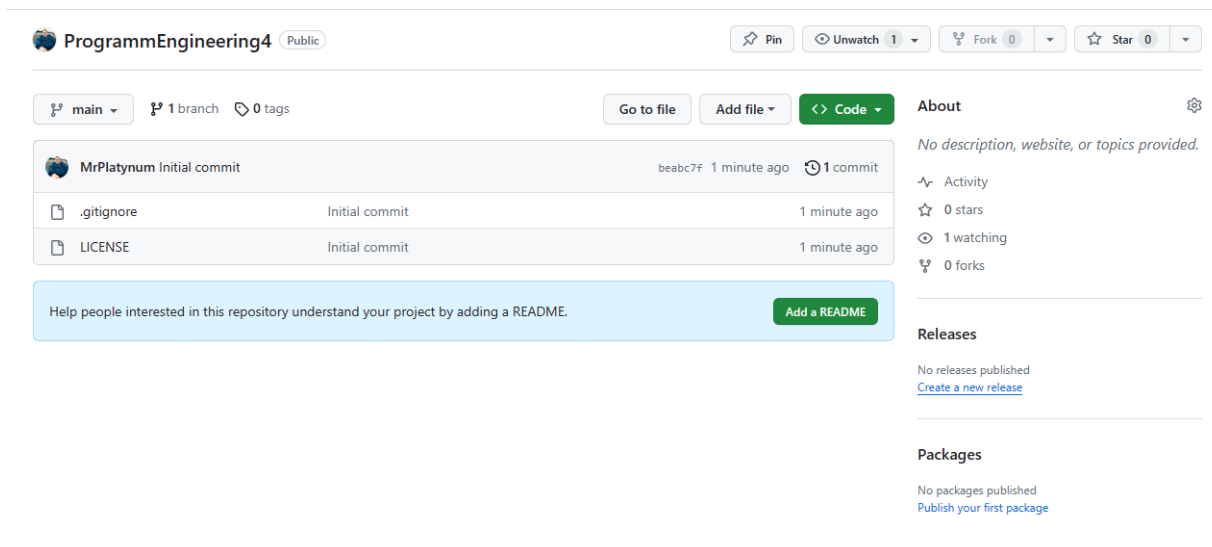 ProgrammEngineering4 Public
Pin Unwatch 1 Fork 0 Star 0
main 1 branch 0 tags Go to file Add file Code
MrPlatynum Initial commit beabc7f 1 minute ago 1 commit
.gitignore Initial commit 1 minute ago
LICENSE Initial commit 1 minute ago
Help people interested in this repository understand your project by adding a README. Add a README
About
No description, website, or topics provided.
Activity
0 stars
1 watching
0 forks
Releases
No releases published
Create a new release
Packages
No packages published
Publish your first package